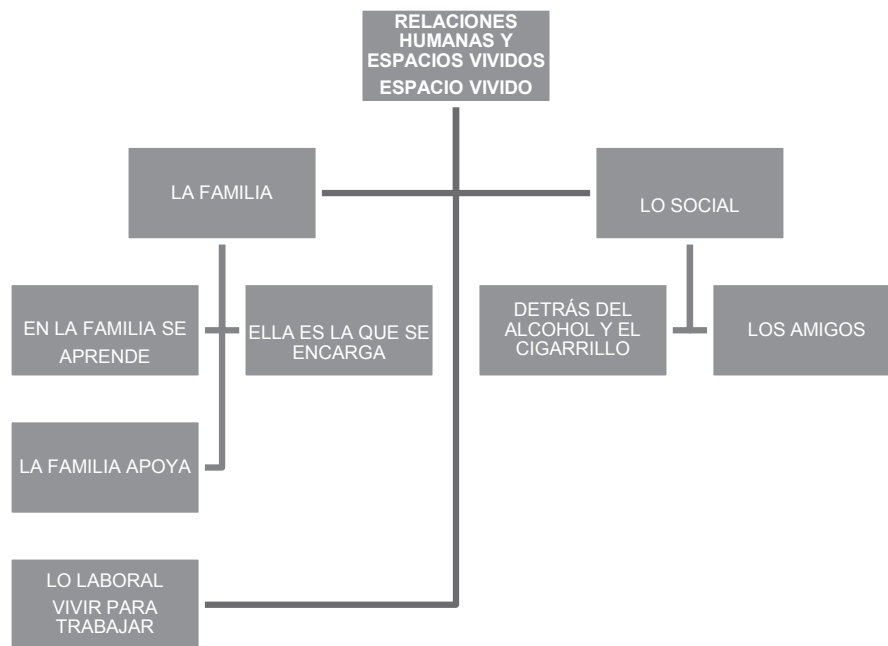 RELACIONES
HUMANAS Y
ESPACIOS VIVIDOS
ESPACIO VIVIDO
LA FAMILIA
LO SOCIAL
EN LA FAMILIA SE
APRENDE
ELLA ES LA QUE SE
ENCARGA
DETRÁS DEL
ALCOHOL Y EL
CIGARRILLO
LOS AMIGOS
LA FAMILIA APOYA
LO LABORAL
VIVIR PARA
TRABAJAR